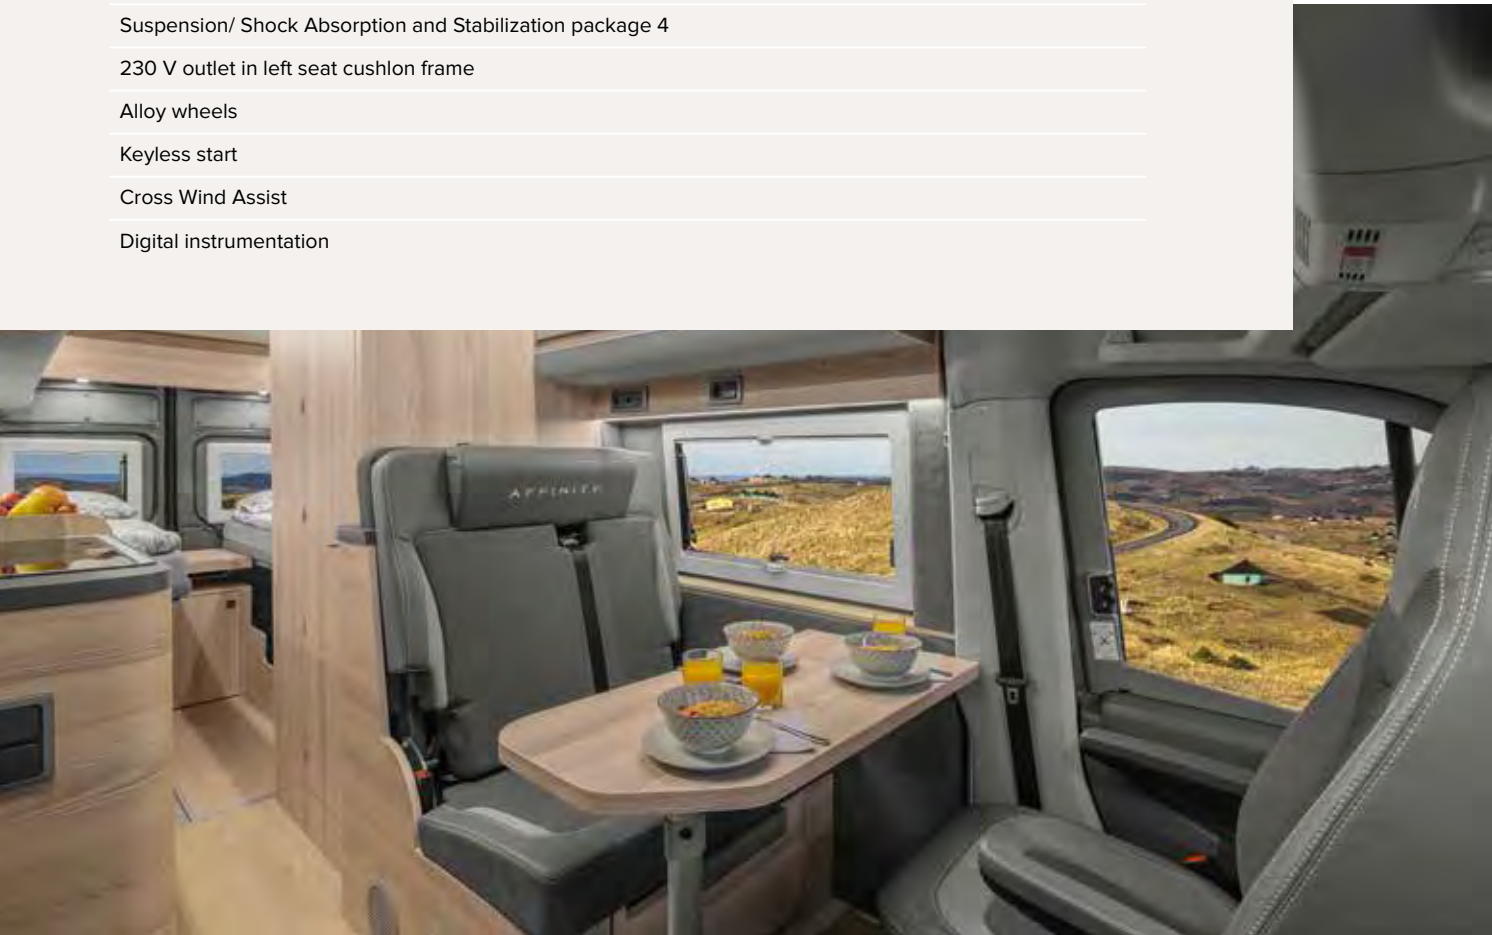 Suspension/ Shock Absorption and Stabilization package 4
230 V outlet in left seat cushlon frame
Alloy wheels
Keyless start
Cross Wind Assist
Digital instrumentation
AFFINITY